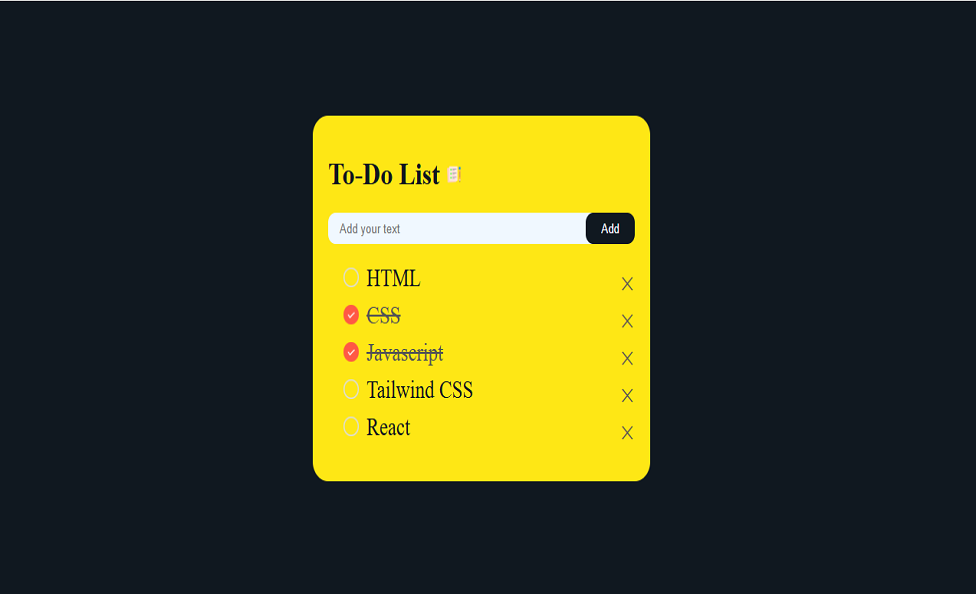 To-Do List
Add your text Add
HTML
CSS
Javascript
Tailwind CSS
React